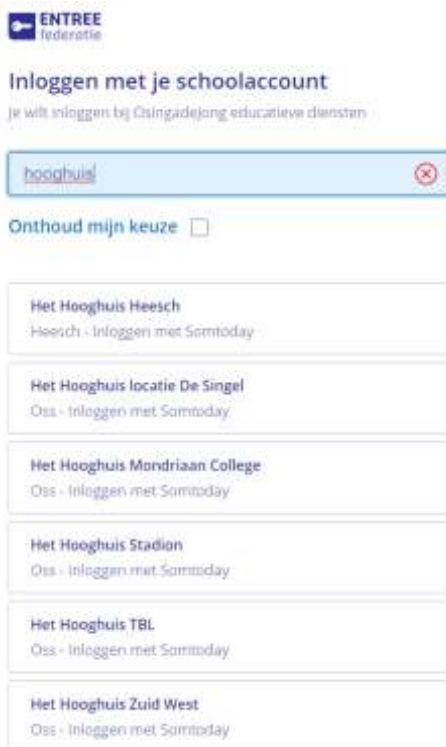 ENTREE
federatie
Inloggen met je schoolaccount
Je wilt inloggen bij OsingadeJong educatieve diensten
hooghuis
Onthoud mijn keuze
Het Hooghuis Heesch
Heesch - Inloggen met Somtoday
Het Hooghuis locatie De Singel
Oss - Inloggen met Somtoday
Het Hooghuis Mondriaan College
Oss - Inloggen met Somtoday
Het Hooghuis Stadion
Oss - Inloggen met Somtoday
Het Hooghuis TBL
Oss - Inloggen met Somtoday
Het Hooghuis Zuid West
Oss - Inloggen met Somtoday